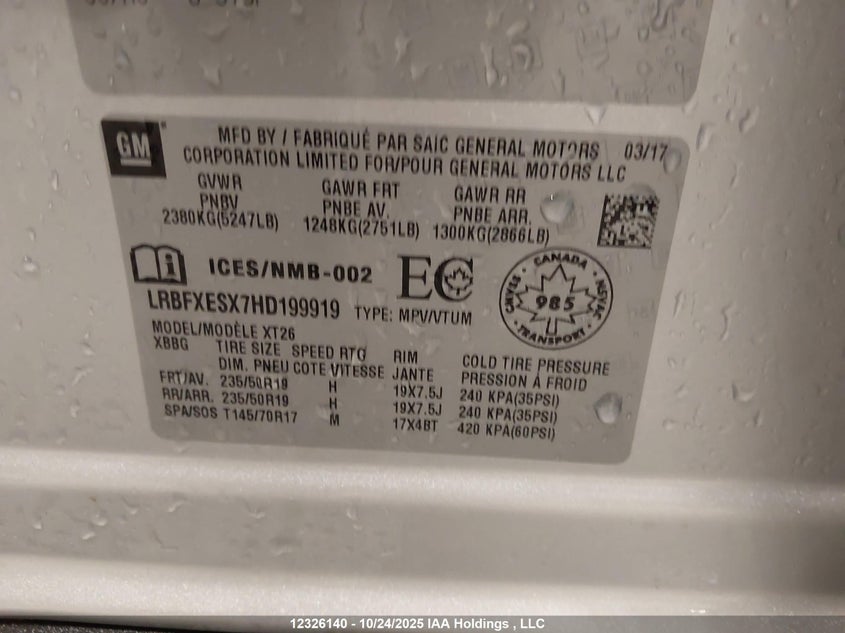 GM
MFD BY / FABRIQUÉ PAR SAIC GENERAL MOTORS 03/17
CORPORATION LIMITED FOR/POUR GENERAL MOTORS LLC
GVWR GAWR FRT GAWR RR
PNBV PNBE AV. PNBE ARR.
2380KG(5247LB) 1248KG(2751LB) 1300KG(2866LB)
ICES/NMB-002 EC
CANADA
985
TRANSPORT
LRBFXESX7HD199919 TYPE: MPV/VTUM
MODEL/MODÈLE XT26
XBBG TIRE SIZE SPEED RTG RIM COLD TIRE PRESSURE
DIM. PNEU COTE VITESSE JANTE PRESSION À FROID
FRT/AV. 235/50R19 H 19X7.5J 240 KPA(35PSI)
RR/ARR. 235/50R19 H 19X7.5J 240 KPA(35PSI)
SPA/SOS T145/70R17 M 17X4BT 420 KPA(60PSI)
12326140 - 10/24/2025 IAA Holdings , LLC